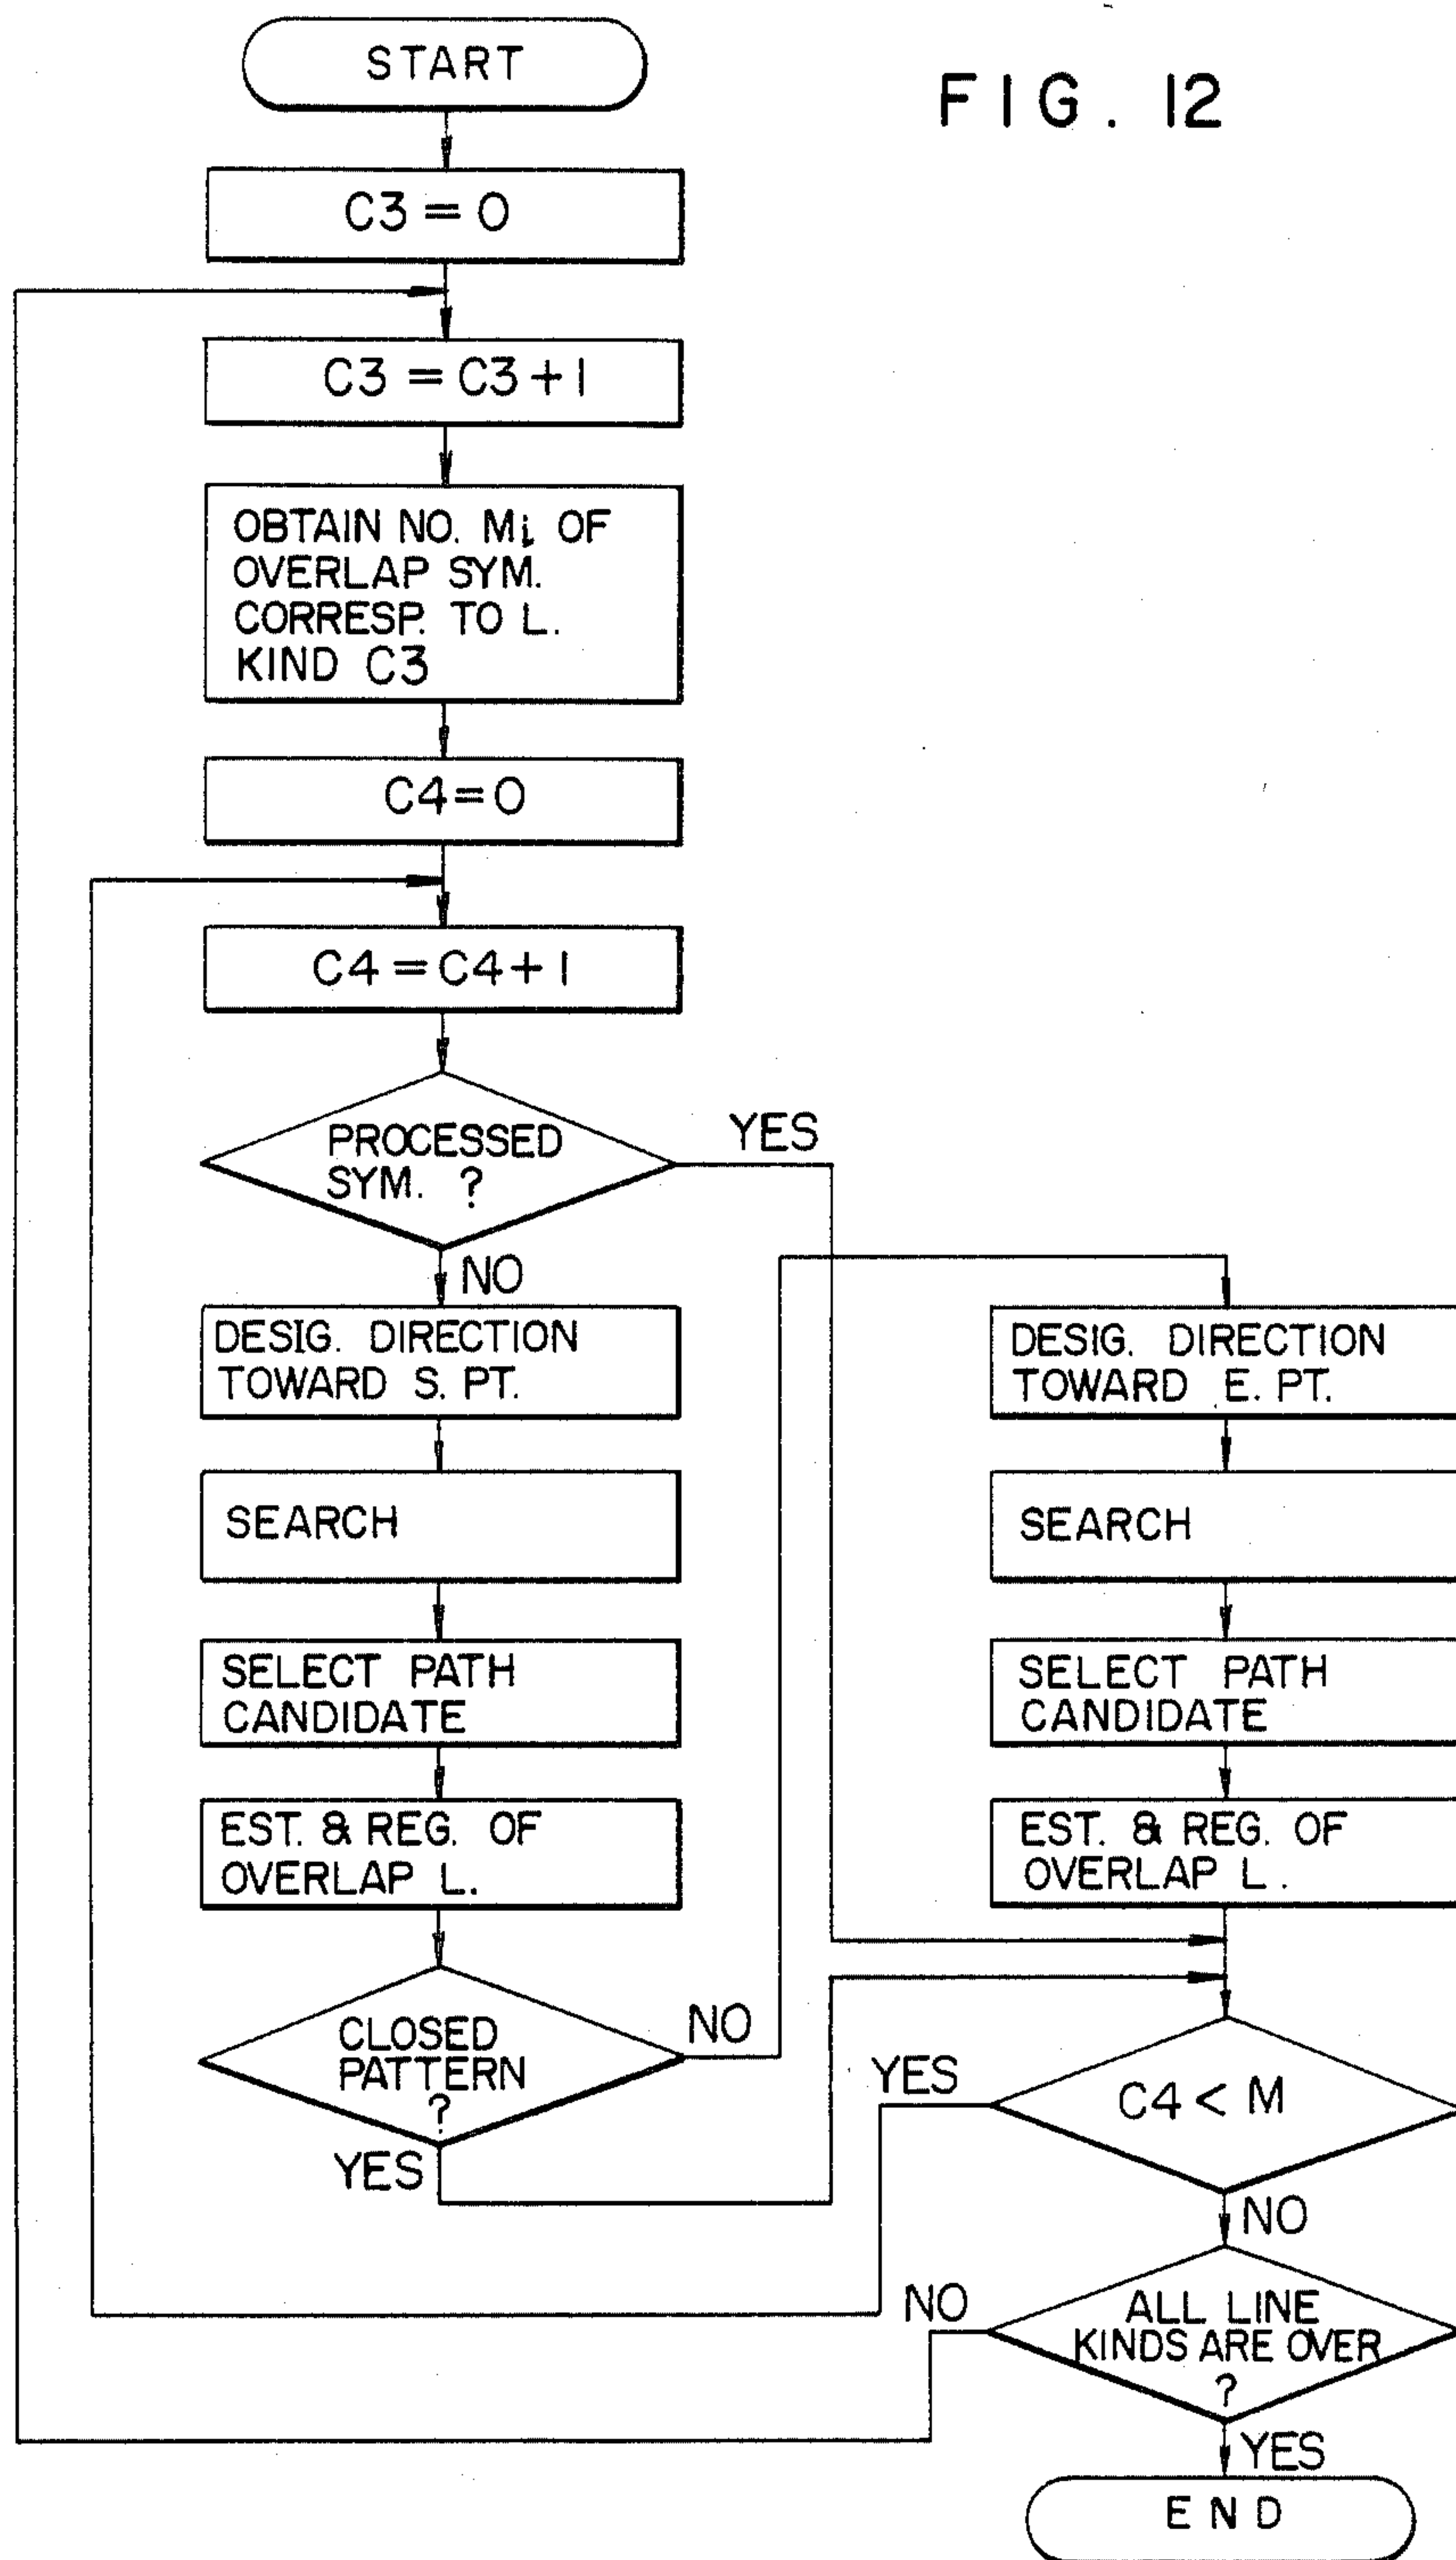 START
FIG. 12
C3 = 0
C3 = C3 + 1
OBTAIN NO. Mi OF
OVERLAP SYM.
CORRESP. TO L.
KIND C3
C4 = 0
C4 = C4 + 1
PROCESSED
SYM. ?
YES
NO
DESIG. DIRECTION
TOWARD S. PT.
SEARCH
SELECT PATH
CANDIDATE
EST. & REG. OF
OVERLAP L.
CLOSED
PATTERN
?
NO
YES
DESIG. DIRECTION
TOWARD E. PT.
SEARCH
SELECT PATH
CANDIDATE
EST. & REG. OF
OVERLAP L.
YES
C4 < M
NO
NO
ALL LINE
KINDS ARE OVER
?
YES
END